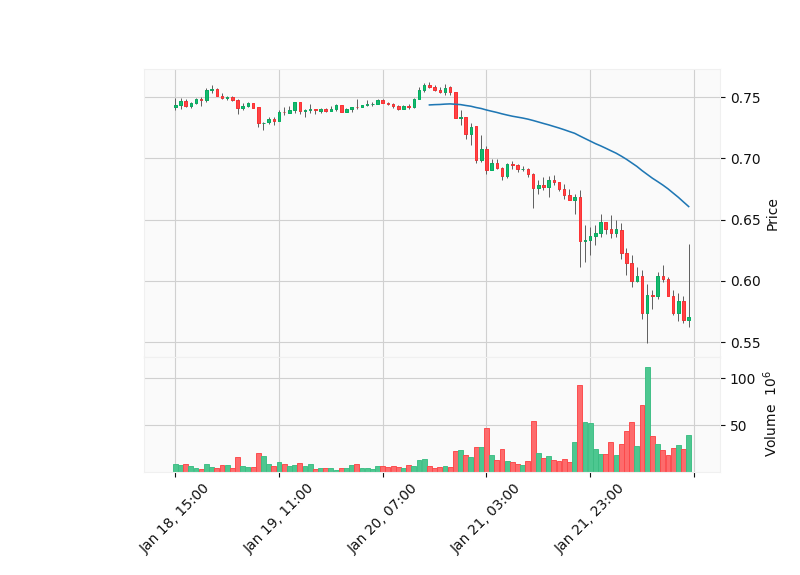 0.75
0.70
0.65
0.60
0.55
Price
100
50
Volume 10⁶
Jan 18, 15:00
Jan 19, 11:00
Jan 20, 07:00
Jan 21, 03:00
Jan 21, 23:00